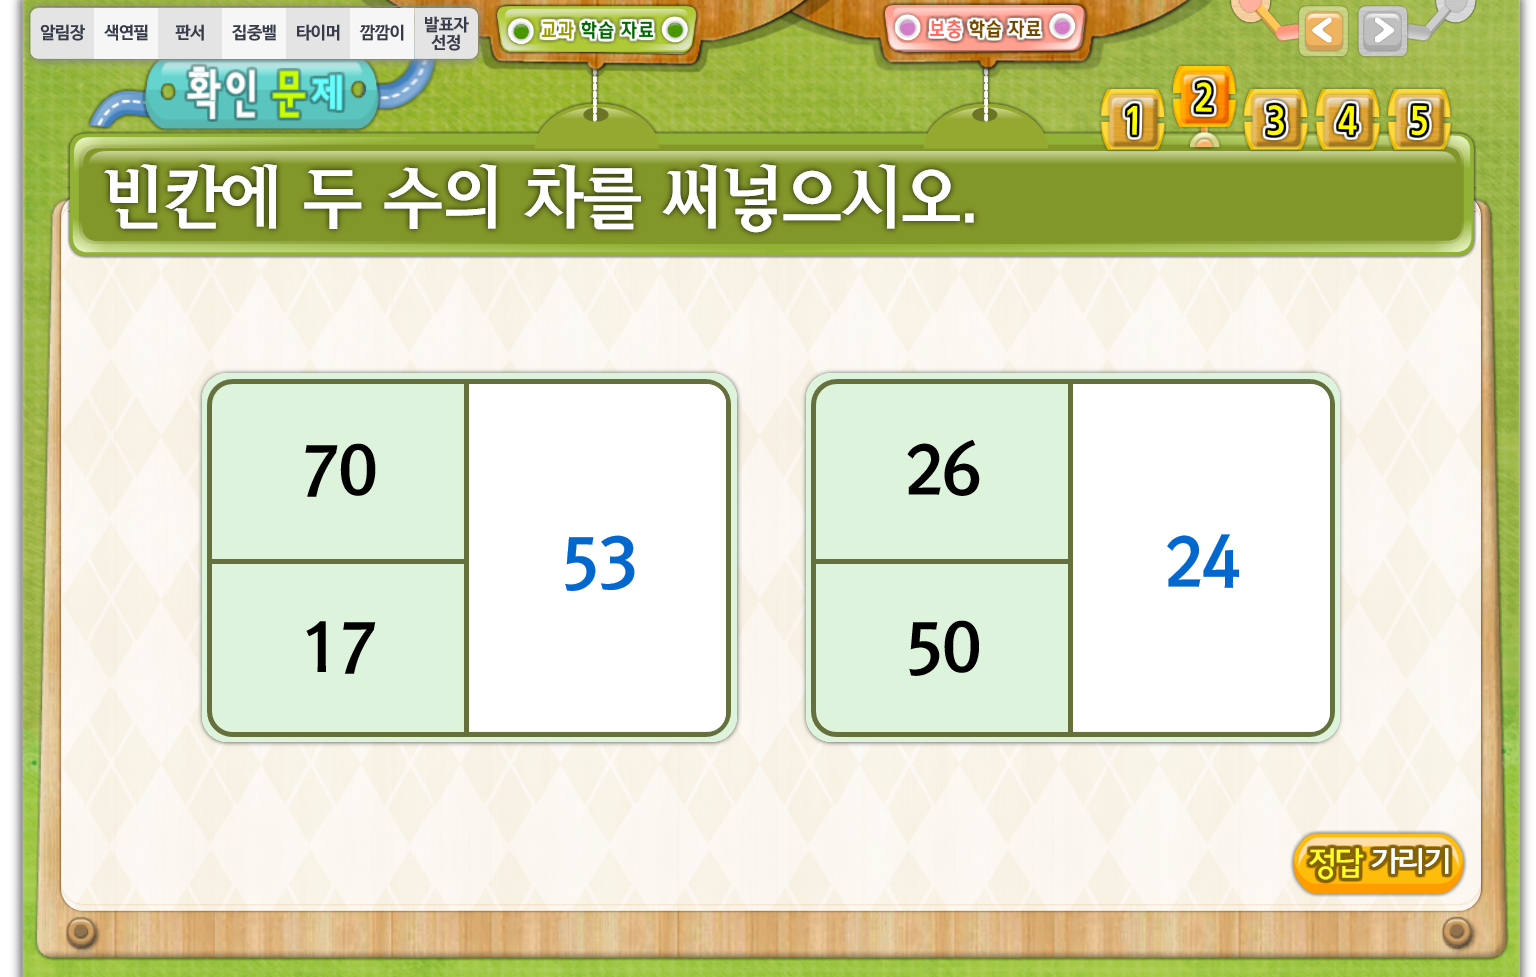 알림장 색연필 판서 집중벨 타이머 깜깜이 발표자 선정
교과 학습 자료
보충 학습 자료
확인 문제
1 2 3 4 5
빈칸에 두 수의 차를 써넣으시오.
70 26
53 24
17 50
정답 가리기